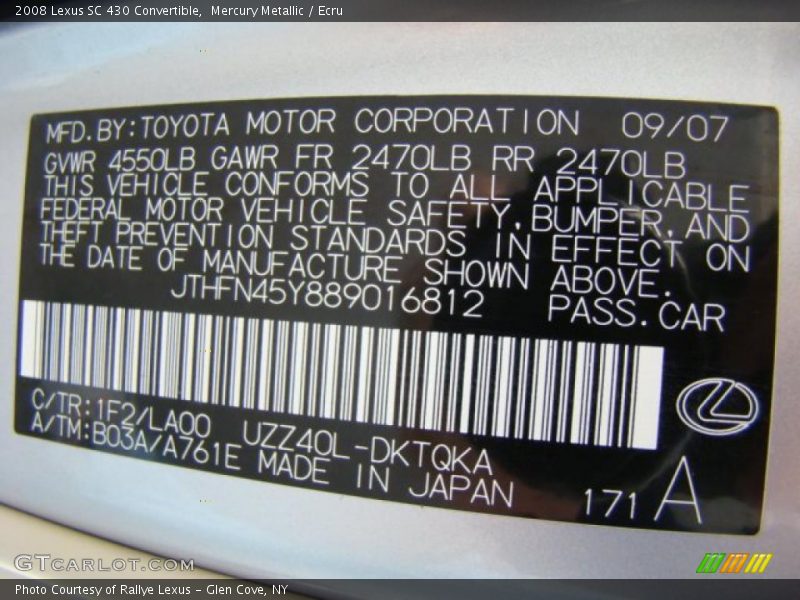 2008 Lexus SC 430 Convertible,  Mercury Metallic / Ecru
MFD.BY:TOYOTA MOTOR CORPORATION 09/07
GVWR 4550LB GAWR FR 2470LB RR 2470LB
THIS VEHICLE CONFORMS TO ALL APPLICABLE
FEDERAL MOTOR VEHICLE SAFETY,BUMPER,AND
THEFT PREVENTION STANDARDS IN EFFECT ON
THE DATE OF MANUFACTURE SHOWN ABOVE.
JTHFN45Y889016812 PASS.CAR
C/TR:1F2/LA00 UZZ40L-DKTQKA
A/TM:B03A/A761E MADE IN JAPAN 171 A
GTCARLOT.COM
Photo Courtesy of Rallye Lexus - Glen Cove, NY